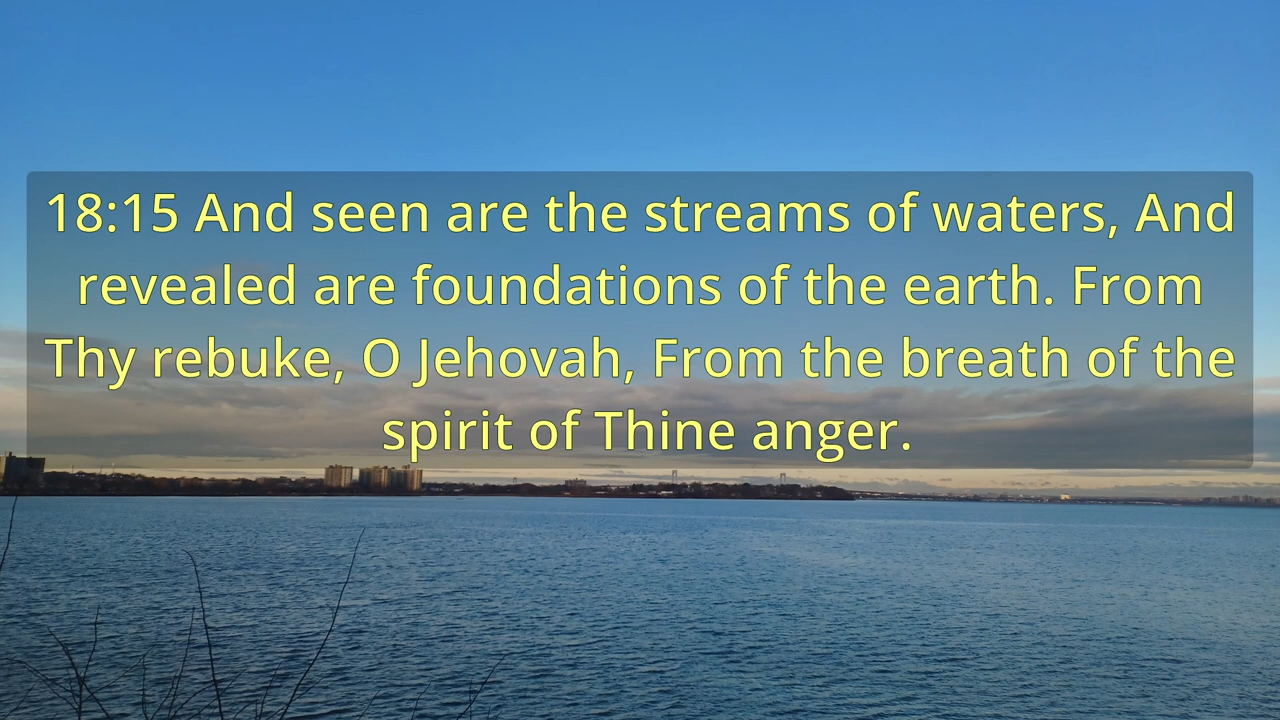 18:15 And seen are the streams of waters, And
revealed are foundations of the earth. From
Thy rebuke, O Jehovah, From the breath of the
spirit of Thine anger.